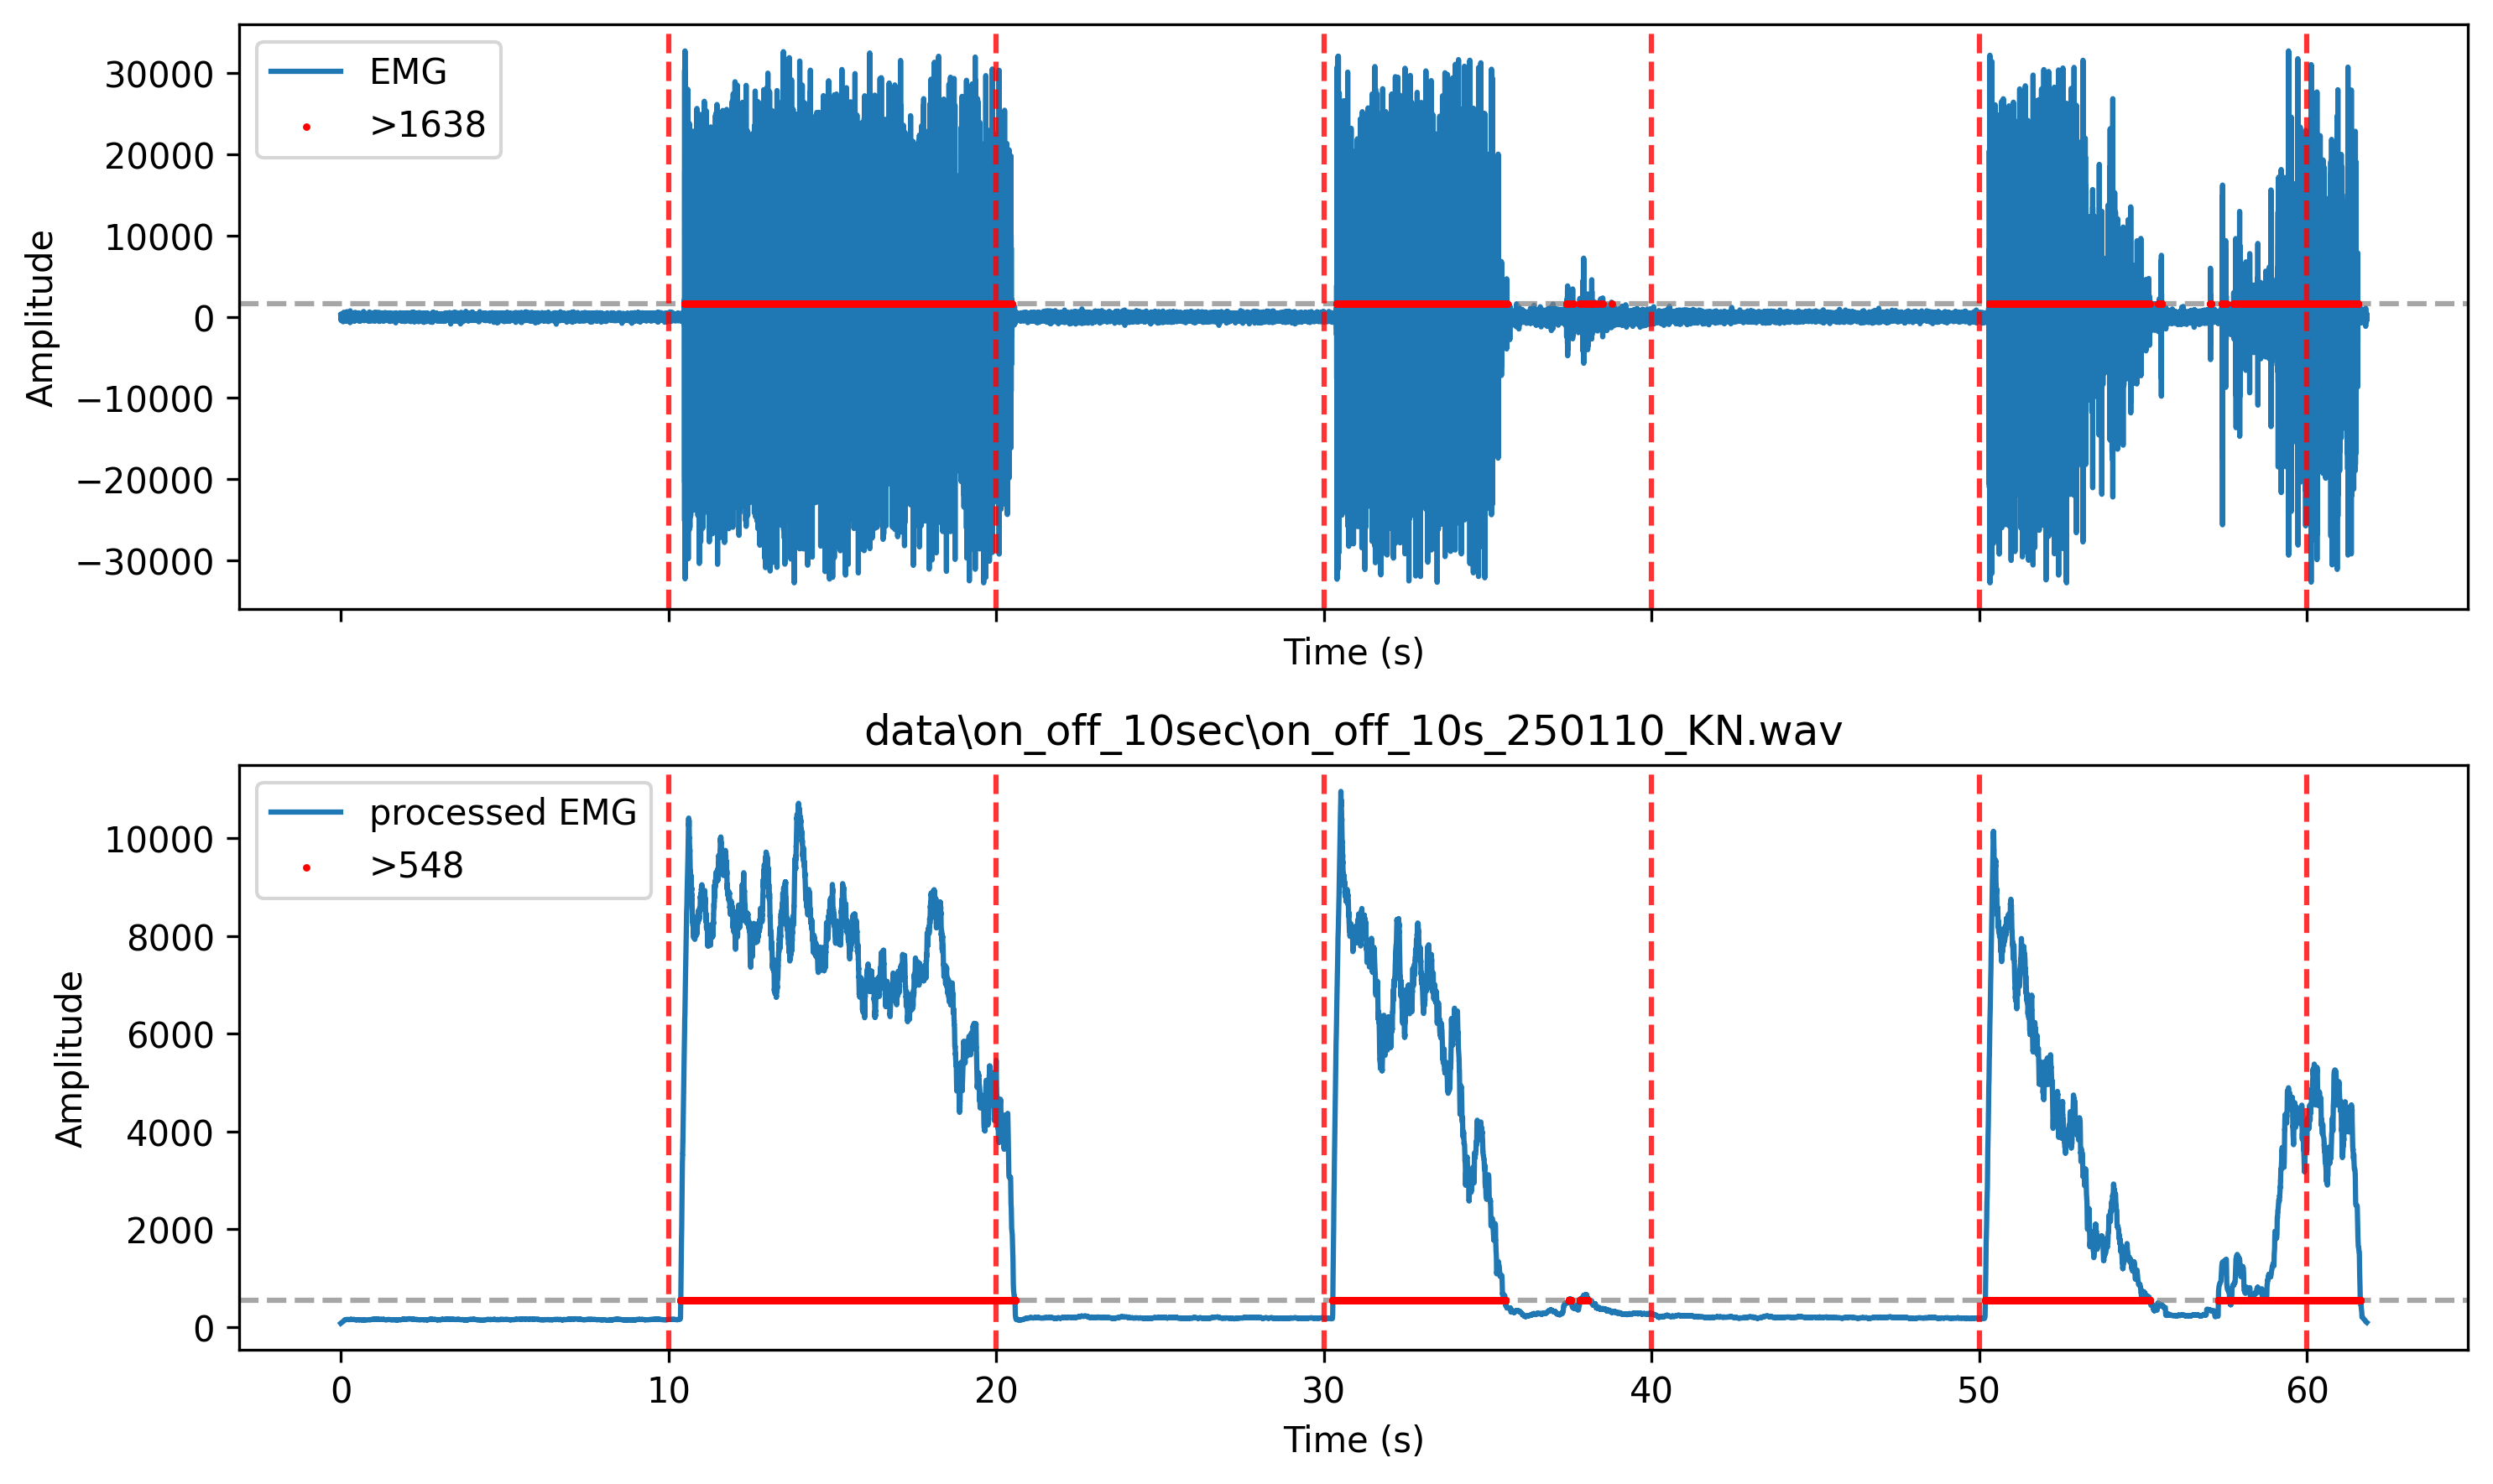 EMG
>1638
30000
20000
10000
0
−10000
−20000
−30000
Amplitude
Time (s)
data\on_off_10sec\on_off_10s_250110_KN.wav
processed EMG
>548
10000
8000
6000
4000
2000
0
Amplitude
0 10 20 30 40 50 60
Time (s)